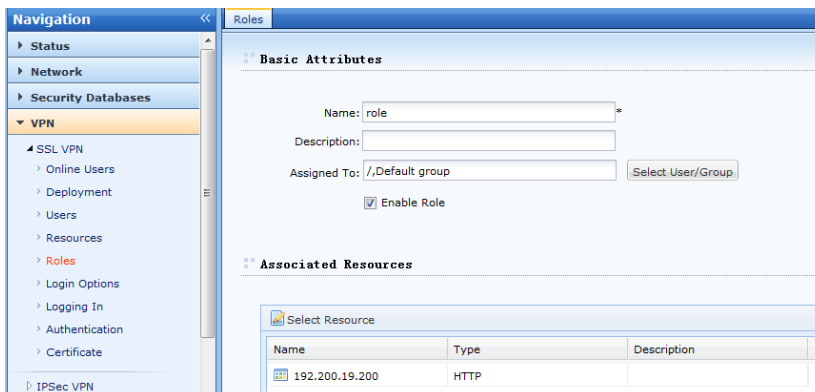 Navigation
Status
Network
Security Databases
VPN
SSL VPN
Online Users
Deployment
Users
Resources
Roles
Login Options
Logging In
Authentication
Certificate
IPSec VPN
Roles
Basic Attributes
Name: role *
Description:
Assigned To: /,Default group Select User/Group
Enable Role
Associated Resources
Select Resource
Name Type Description
192.200.19.200 HTTP